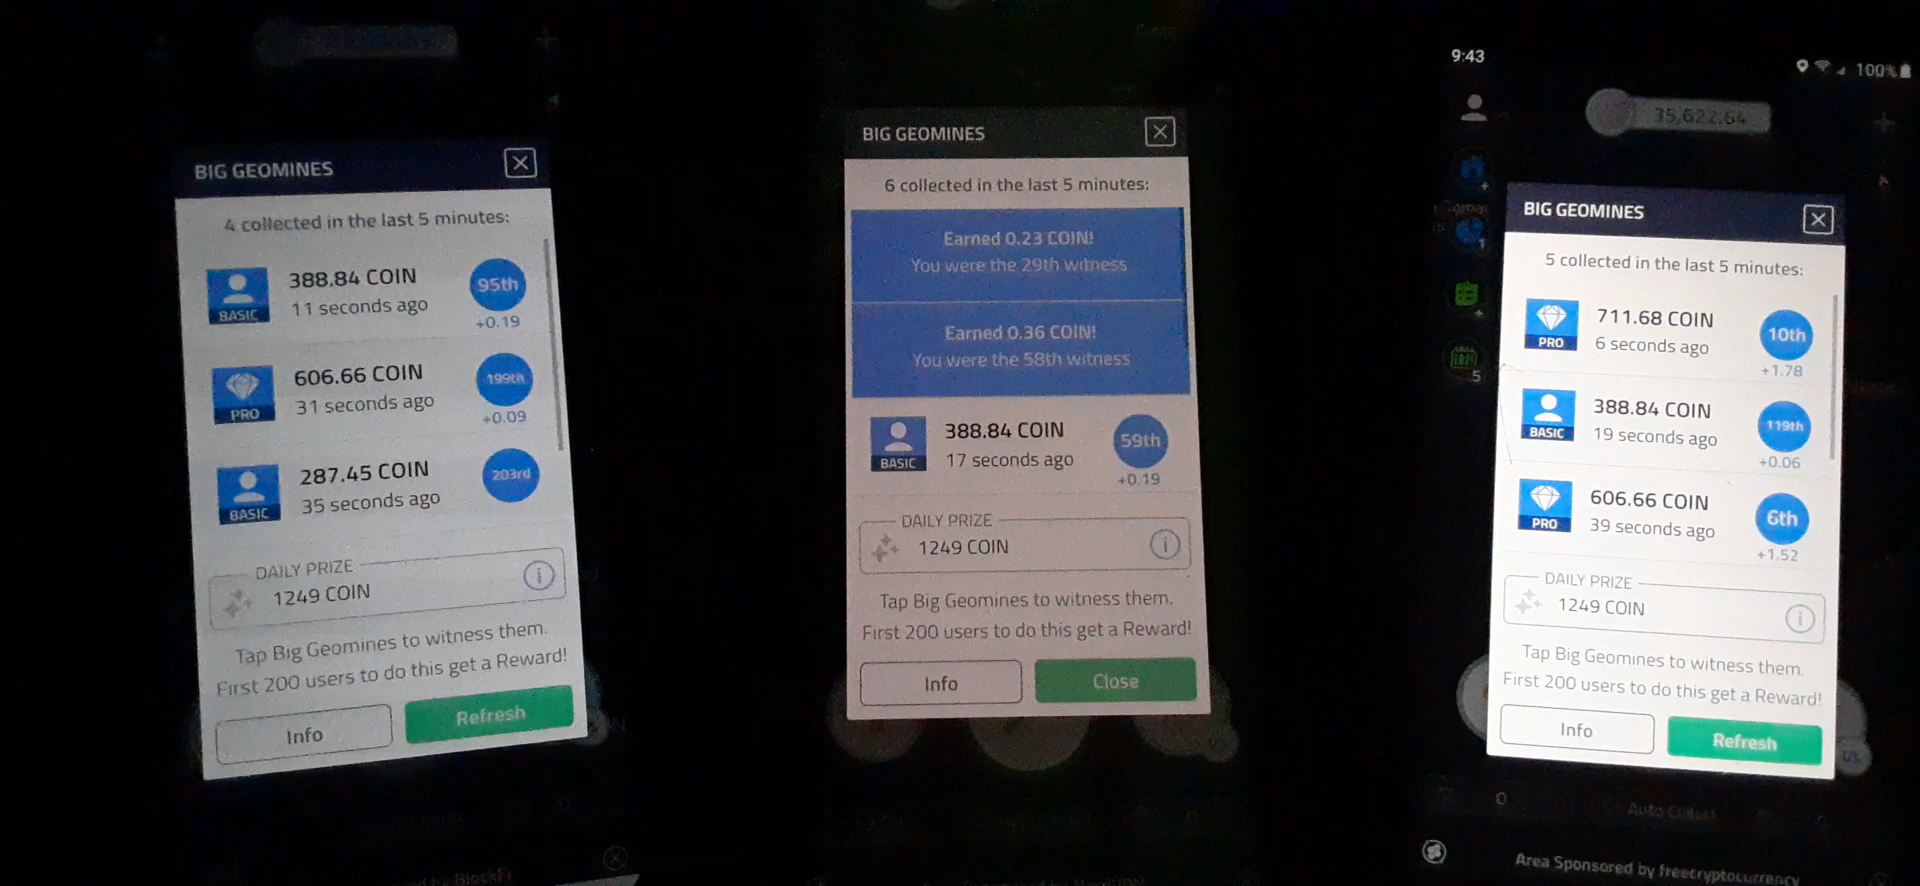 BIG GEOMINES
4 collected in the last 5 minutes:
388.84 COIN
11 seconds ago
BASIC
95th
+0.19
606.66 COIN
31 seconds ago
PRO
199th
+0.09
287.45 COIN
35 seconds ago
BASIC
203rd
DAILY PRIZE
1249 COIN
Tap Big Geomines to witness them.
First 200 users to do this get a Reward!
Info
Refresh
BIG GEOMINES
6 collected in the last 5 minutes:
Earned 0.23 COIN!
You were the 29th witness
Earned 0.36 COIN!
You were the 58th witness
388.84 COIN
17 seconds ago
BASIC
59th
+0.19
DAILY PRIZE
1249 COIN
Tap Big Geomines to witness them.
First 200 users to do this get a Reward!
Info
Close
9:43
100%
35,622.64
1
5
BIG GEOMINES
5 collected in the last 5 minutes:
711.68 COIN
6 seconds ago
PRO
10th
+1.78
388.84 COIN
19 seconds ago
BASIC
119th
+0.06
606.66 COIN
39 seconds ago
PRO
6th
+1.52
DAILY PRIZE
1249 COIN
Tap Big Geomines to witness them.
First 200 users to do this get a Reward!
Info
Refresh
0
Auto Collect
Area Sponsored by freecryptocurrency